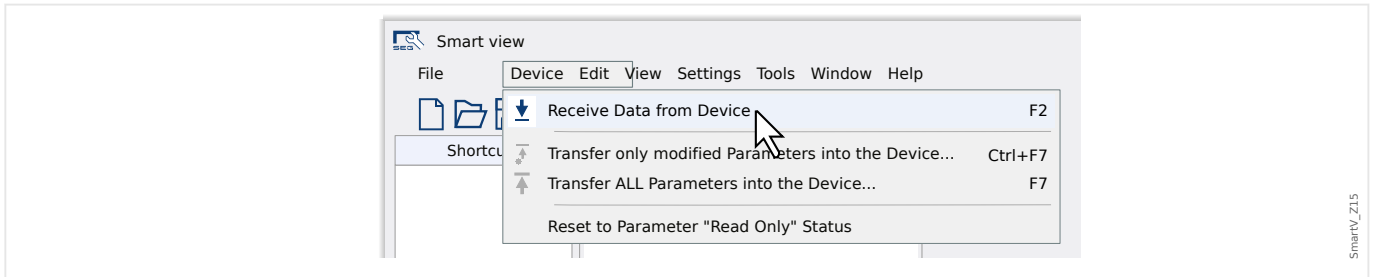 SEG Smart view
File Device Edit View Settings Tools Window Help
Receive Data from Device F2
Shortcu
Transfer only modified Parameters into the Device... Ctrl+F7
Transfer ALL Parameters into the Device... F7
Reset to Parameter "Read Only" Status
SmartV_Z15